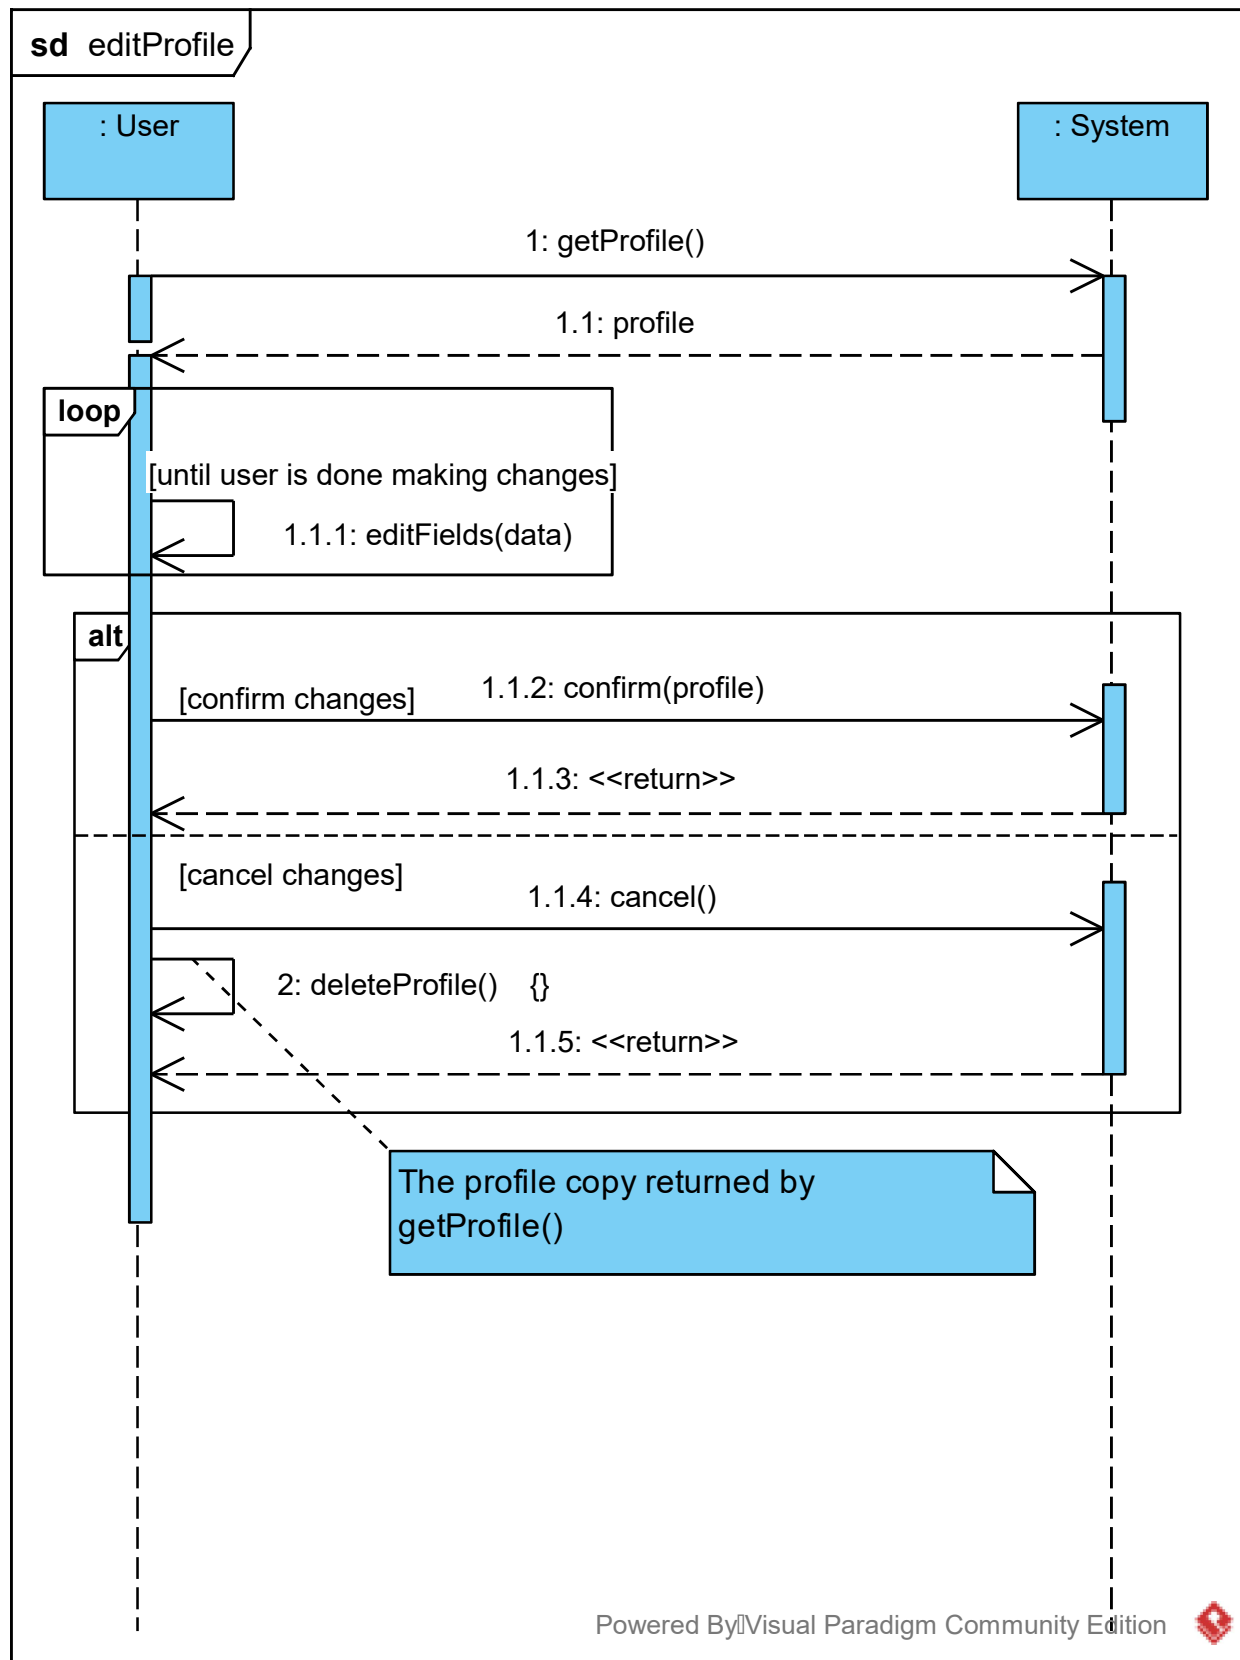 sd editProfile
: User
: System
1: getProfile()
1.1: profile
loop
[until user is done making changes]
1.1.1: editFields(data)
alt
[confirm changes]
1.1.2: confirm(profile)
1.1.3: <<return>>
[cancel changes]
1.1.4: cancel()
2: deleteProfile() {}
1.1.5: <<return>>
The profile copy returned by
getProfile()
Powered By Visual Paradigm Community Edition